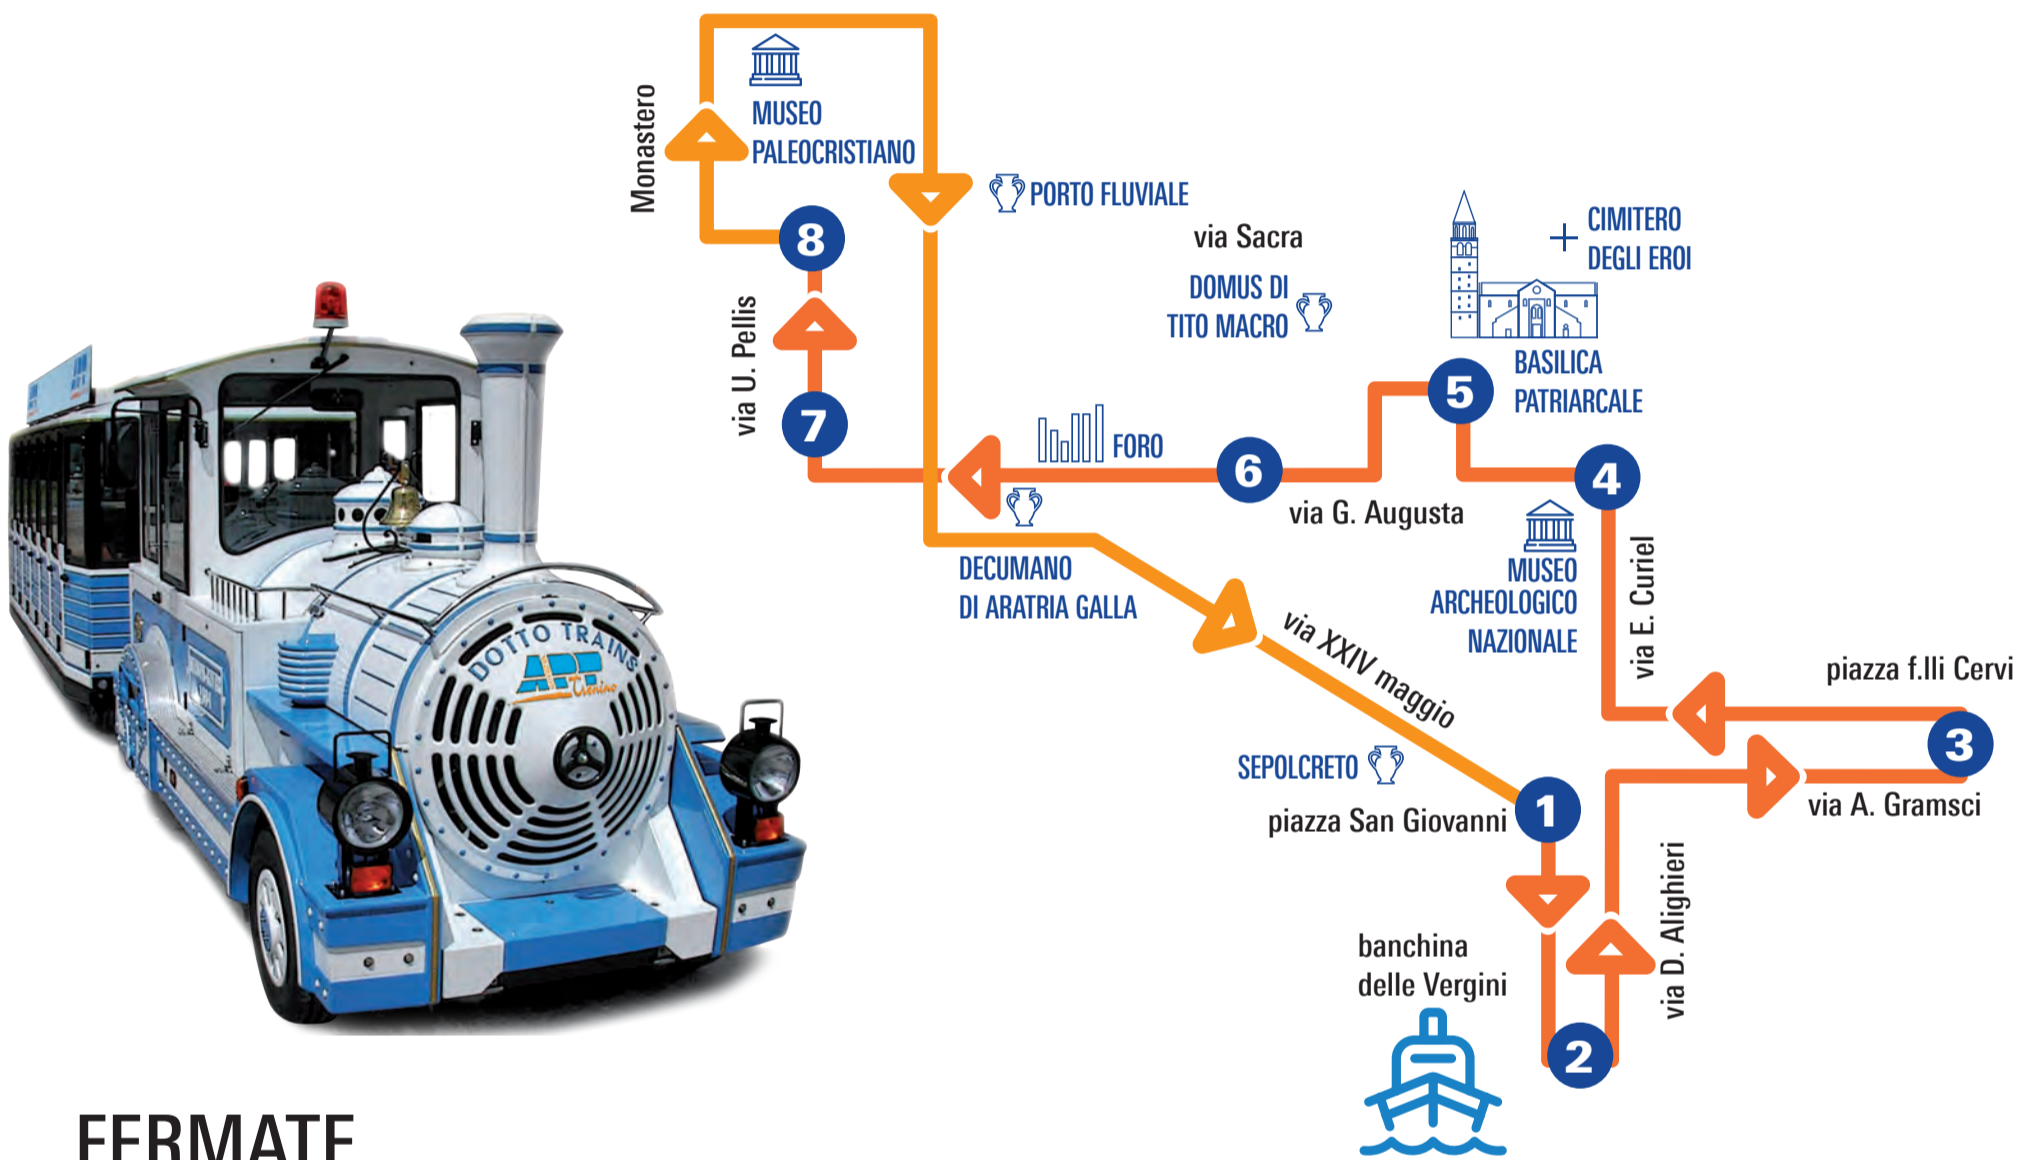 MUSEO
PALEOCRISTIANO
Monastero
PORTO FLUVIALE
via Sacra
DOMUS DI
TITO MACRO
CIMITERO
DEGLI EROI
BASILICA
PATRIARCALE
8
via U. Pellis
7
FORO
6
5
4
via G. Augusta
DECUMANO
DI ARATRIA GALLA
MUSEO
ARCHEOLOGICO
NAZIONALE
via E. Curiel
via XXIV maggio
piazza f.lli Cervi
3
via A. Gramsci
SEPOLCRETO
piazza San Giovanni
1
via D. Alighieri
banchina
delle Vergini
2
DOTTO TRAINS
APP
Trenino
FERMATE